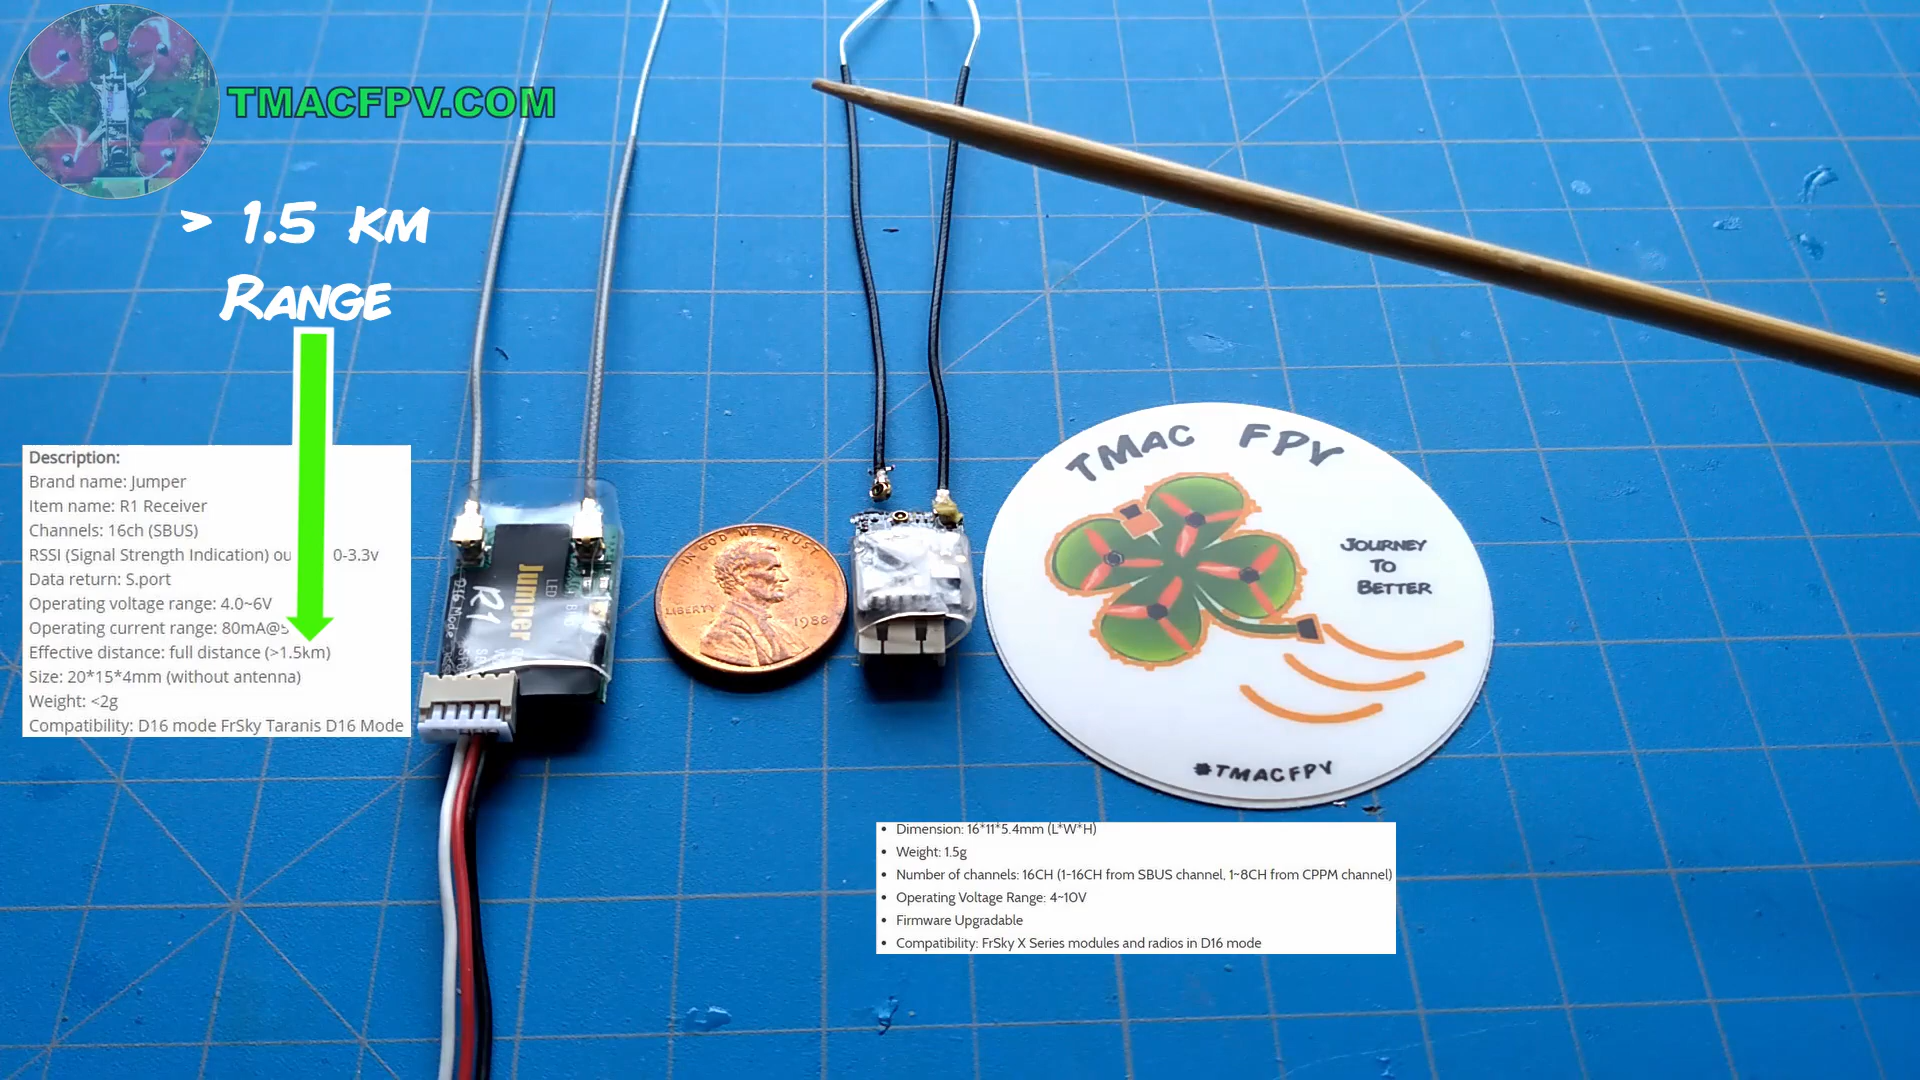 TMACFPV.COM
> 1.5 KM
RANGE
Description:
Brand name: Jumper
Item name: R1 Receiver
Channels: 16ch (SBUS)
RSSI (Signal Strength Indication) ou 0-3.3v
Data return: S.port
Operating voltage range: 4.0~6V
Operating current range: 80mA@5
Effective distance: full distance (>1.5km)
Size: 20*15*4mm (without antenna)
Weight: <2g
Compatibility: D16 mode FrSky Taranis D16 Mode
Jumper
R1
D16 Mode
LED
IN GOD WE TRUST
LIBERTY
1988
TMAC FPV
JOURNEY
TO
BETTER
#TMACFPV
• Dimension: 16*11*5.4mm (L*W*H)
• Weight: 1.5g
• Number of channels: 16CH (1-16CH from SBUS channel, 1~8CH from CPPM channel)
• Operating Voltage Range: 4~10V
• Firmware Upgradable
• Compatibility: FrSky X Series modules and radios in D16 mode